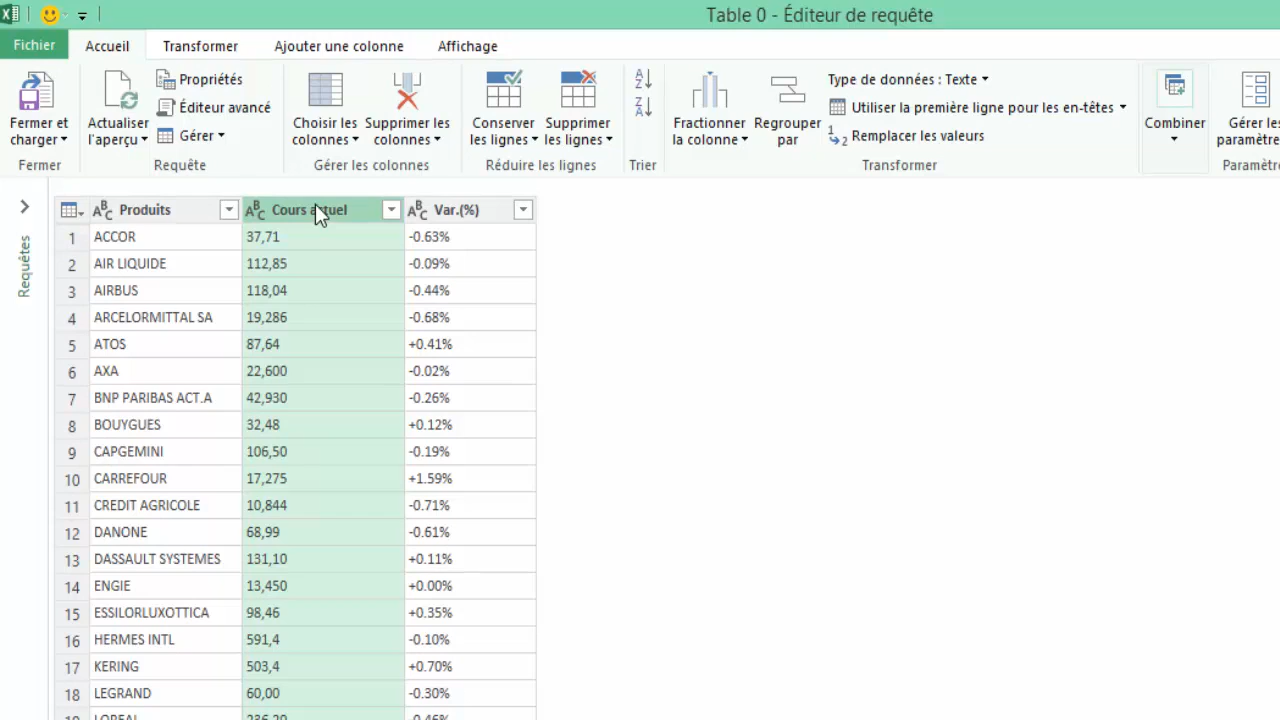 Table 0 - Éditeur de requête
Fichier Accueil Transformer Ajouter une colonne Affichage
Fermer et charger
Actualiser l'aperçu
Propriétés
Éditeur avancé
Gérer
Choisir les colonnes
Supprimer les colonnes
Conserver les lignes
Supprimer les lignes
Fractionner la colonne
Regrouper par
Type de données : Texte
Utiliser la première ligne pour les en-têtes
Remplacer les valeurs
Combiner
Gérer les paramètre
Fermer Requête Gérer les colonnes Réduire les lignes Trier Transformer Paramètre
Requêtes
Produits Cours actuel Var.(%)
1 ACCOR 37,71 -0.63%
2 AIR LIQUIDE 112,85 -0.09%
3 AIRBUS 118,04 -0.44%
4 ARCELORMITTAL SA 19,286 -0.68%
5 ATOS 87,64 +0.41%
6 AXA 22,600 -0.02%
7 BNP PARIBAS ACT.A 42,930 -0.26%
8 BOUYGUES 32,48 +0.12%
9 CAPGEMINI 106,50 -0.19%
10 CARREFOUR 17,275 +1.59%
11 CREDIT AGRICOLE 10,844 -0.71%
12 DANONE 68,99 -0.61%
13 DASSAULT SYSTEMES 131,10 +0.11%
14 ENGIE 13,450 +0.00%
15 ESSILORLUXOTTICA 98,46 +0.35%
16 HERMES INTL 591,4 -0.10%
17 KERING 503,4 +0.70%
18 LEGRAND 60,00 -0.30%